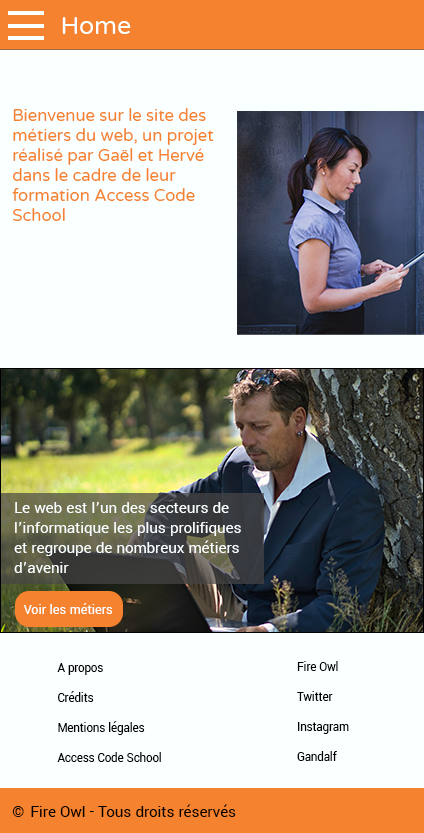 Home
Bienvenue sur le site des
métiers du web, un projet
réalisé par Gaël et Hervé
dans le cadre de leur
formation Access Code
School
Le web est l'un des secteurs de
l'informatique les plus prolifiques
et regroupe de nombreux métiers
d'avenir
Voir les métiers
A propos
Crédits
Mentions légales
Access Code School
Fire Owl
Twitter
Instagram
Gandalf
© Fire Owl - Tous droits réservés